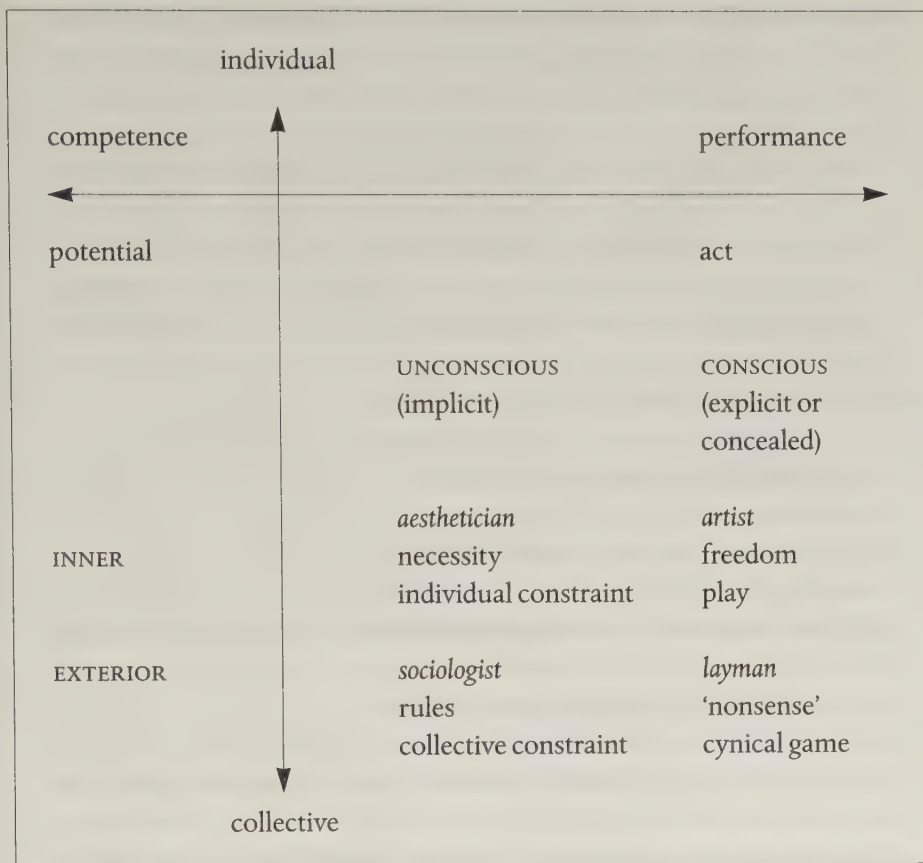 individual
competence performance
potential act
UNCONSCIOUS CONSCIOUS
(implicit) (explicit or
concealed)
aesthetician artist
INNER necessity freedom
individual constraint play
EXTERIOR sociologist layman
rules ‘nonsense’
collective constraint cynical game
collective